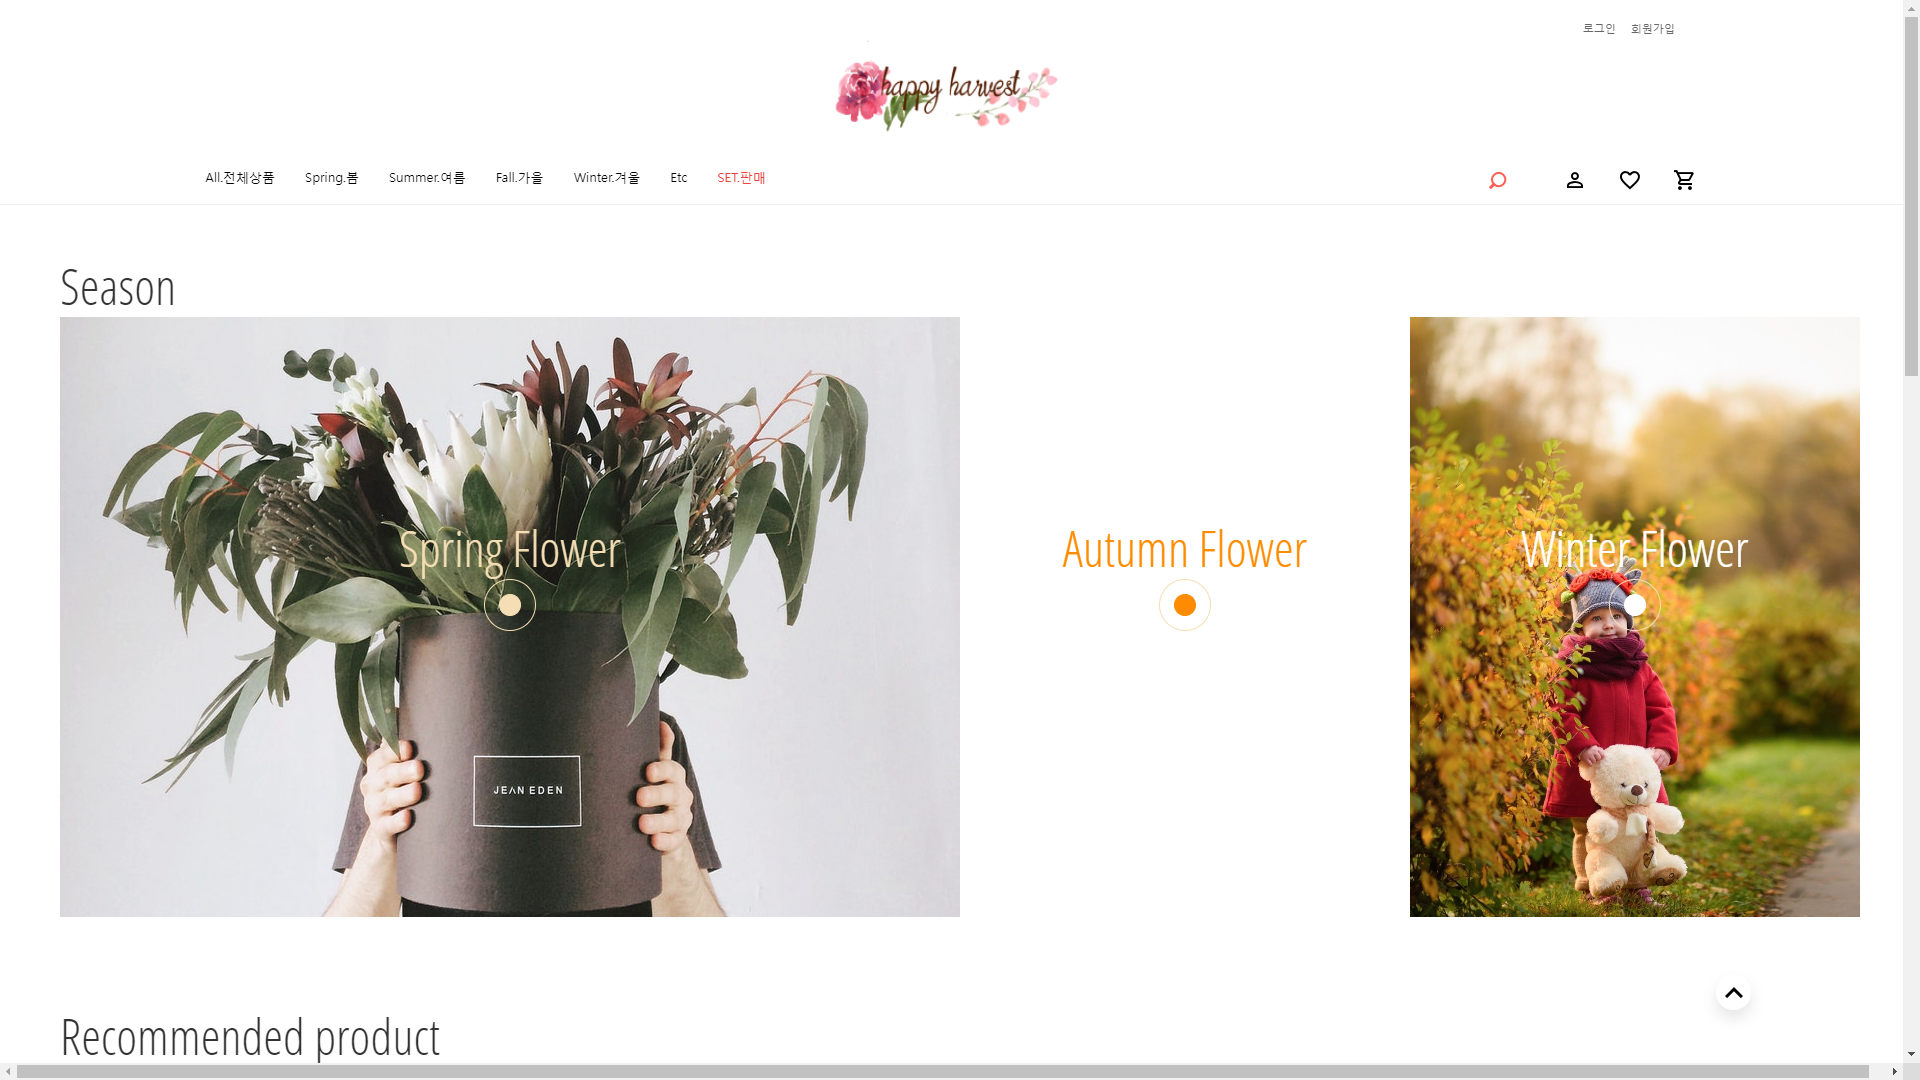 로그인 회원가입
happy harvest
All.전체상품 Spring.봄 Summer.여름 Fall.가을 Winter.겨울 Etc SET.판매
Season
Spring Flower
Autumn Flower
Winter Flower
JEAN EDEN
Recommended product